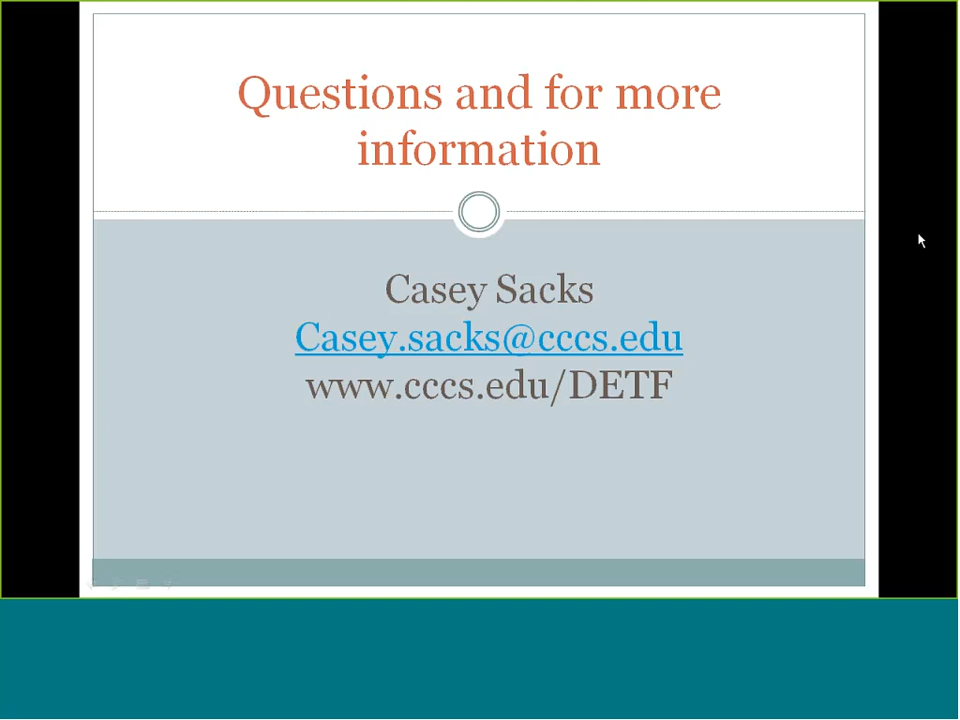 Questions and for more
information
Casey Sacks
Casey.sacks@cccs.edu
www.cccs.edu/DETF